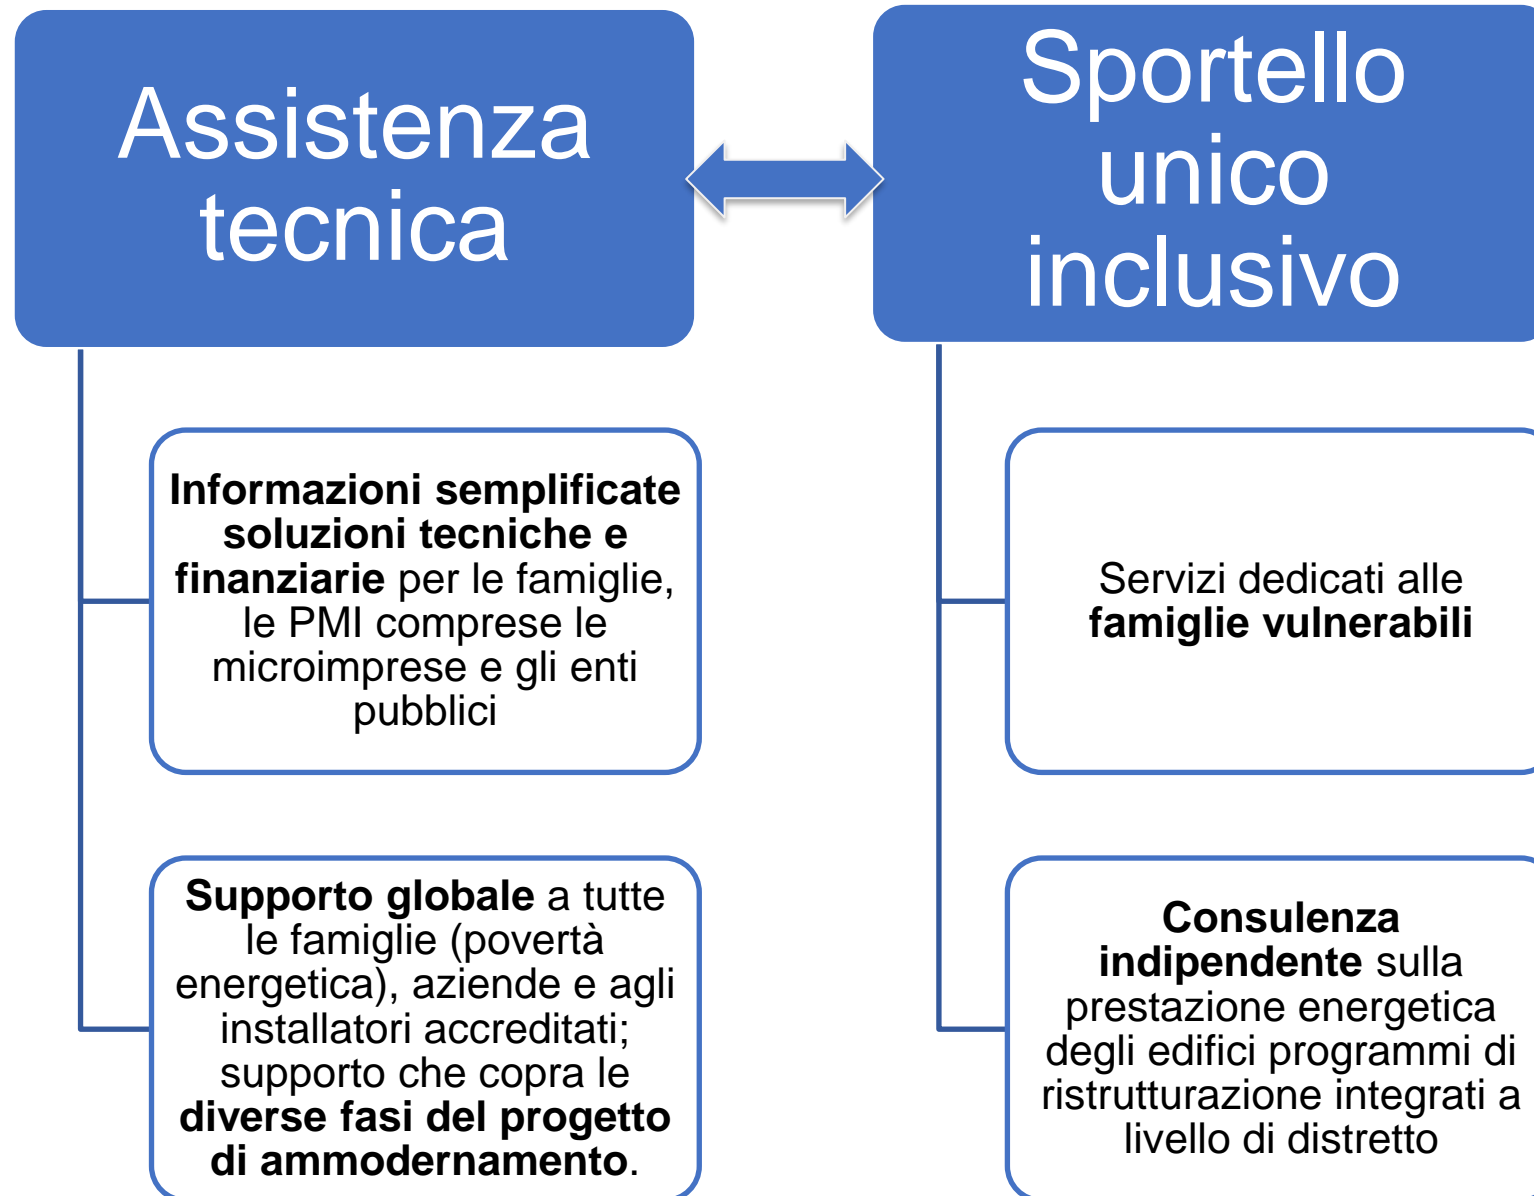 Assistenza
tecnica
Informazioni semplificate
soluzioni tecniche e
finanziarie per le famiglie,
le PMI comprese le
microimprese e gli enti
pubblici
Supporto globale a tutte
le famiglie (povertà
energetica), aziende e agli
installatori accreditati;
supporto che copra le
diverse fasi del progetto
di ammodernamento.
Sportello
unico
inclusivo
Servizi dedicati alle
famiglie vulnerabili
Consulenza
indipendente sulla
prestazione energetica
degli edifici programmi di
ristrutturazione integrati a
livello di distretto